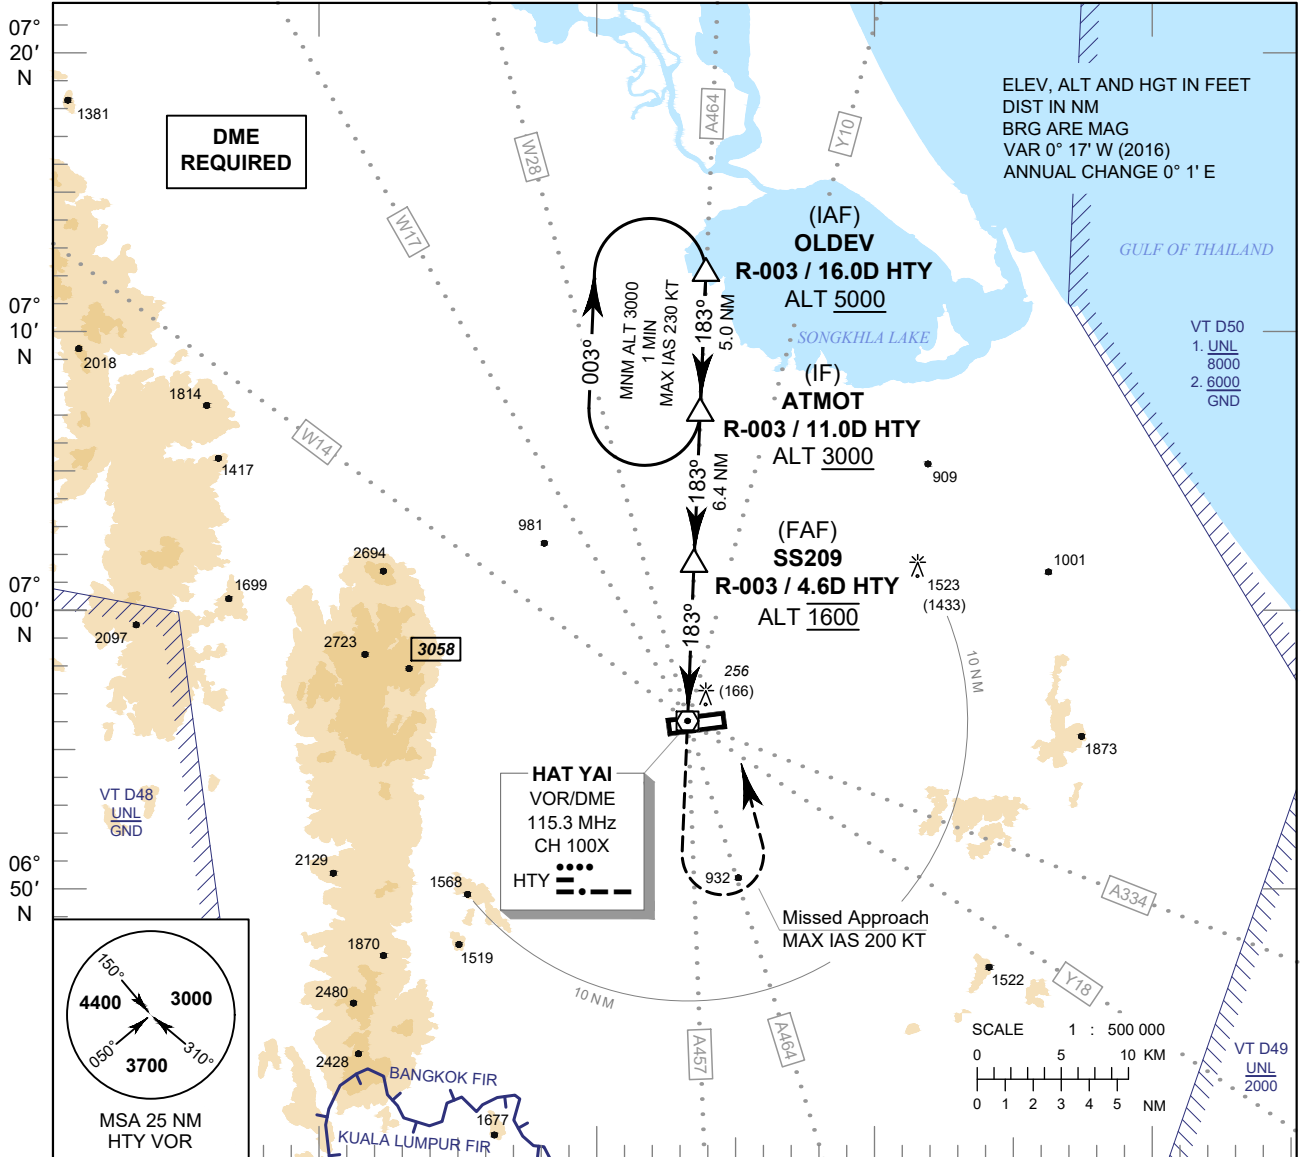 07°
20′
N
1381
DME
REQUIRED
A464
Y10
W28
W17
ELEV, ALT AND HGT IN FEET
DIST IN NM
BRG ARE MAG
VAR 0° 17' W (2016)
ANNUAL CHANGE 0° 1' E
(IAF)
OLDEV
R-003 / 16.0D HTY
ALT 5000
GULF OF THAILAND
SONGKHLA LAKE
07°
10′
N
2018
1814
1417
W14
003°
MNM ALT 3000
1 MIN
MAX IAS 230 KT
183°
5.0 NM
VT D50
1. UNL
8000
2. 6000
GND
(IF)
ATMOT
R-003 / 11.0D HTY
ALT 3000
183°
6.4 NM
909
981
(FAF)
SS209
R-003 / 4.6D HTY
ALT 1600
1523
(1433)
1001
07°
00′
N
2694
1699
2097
2723
3058
183°
256
(166)
10 NM
1873
HAT YAI
VOR/DME
115.3 MHz
CH 100X
HTY
VT D48
UNL
GND
06°
50′
N
2129
1568
932
Missed Approach
MAX IAS 200 KT
A334
1870
1519
1522
Y18
2480
10 NM
2428
A457
A464
150°
4400
3000
050°
310°
3700
MSA 25 NM
HTY VOR
BANGKOK FIR
KUALA LUMPUR FIR
1677
SCALE 1 : 500 000
0 5 10 KM
0 1 2 3 4 5 NM
VT D49
UNL
2000